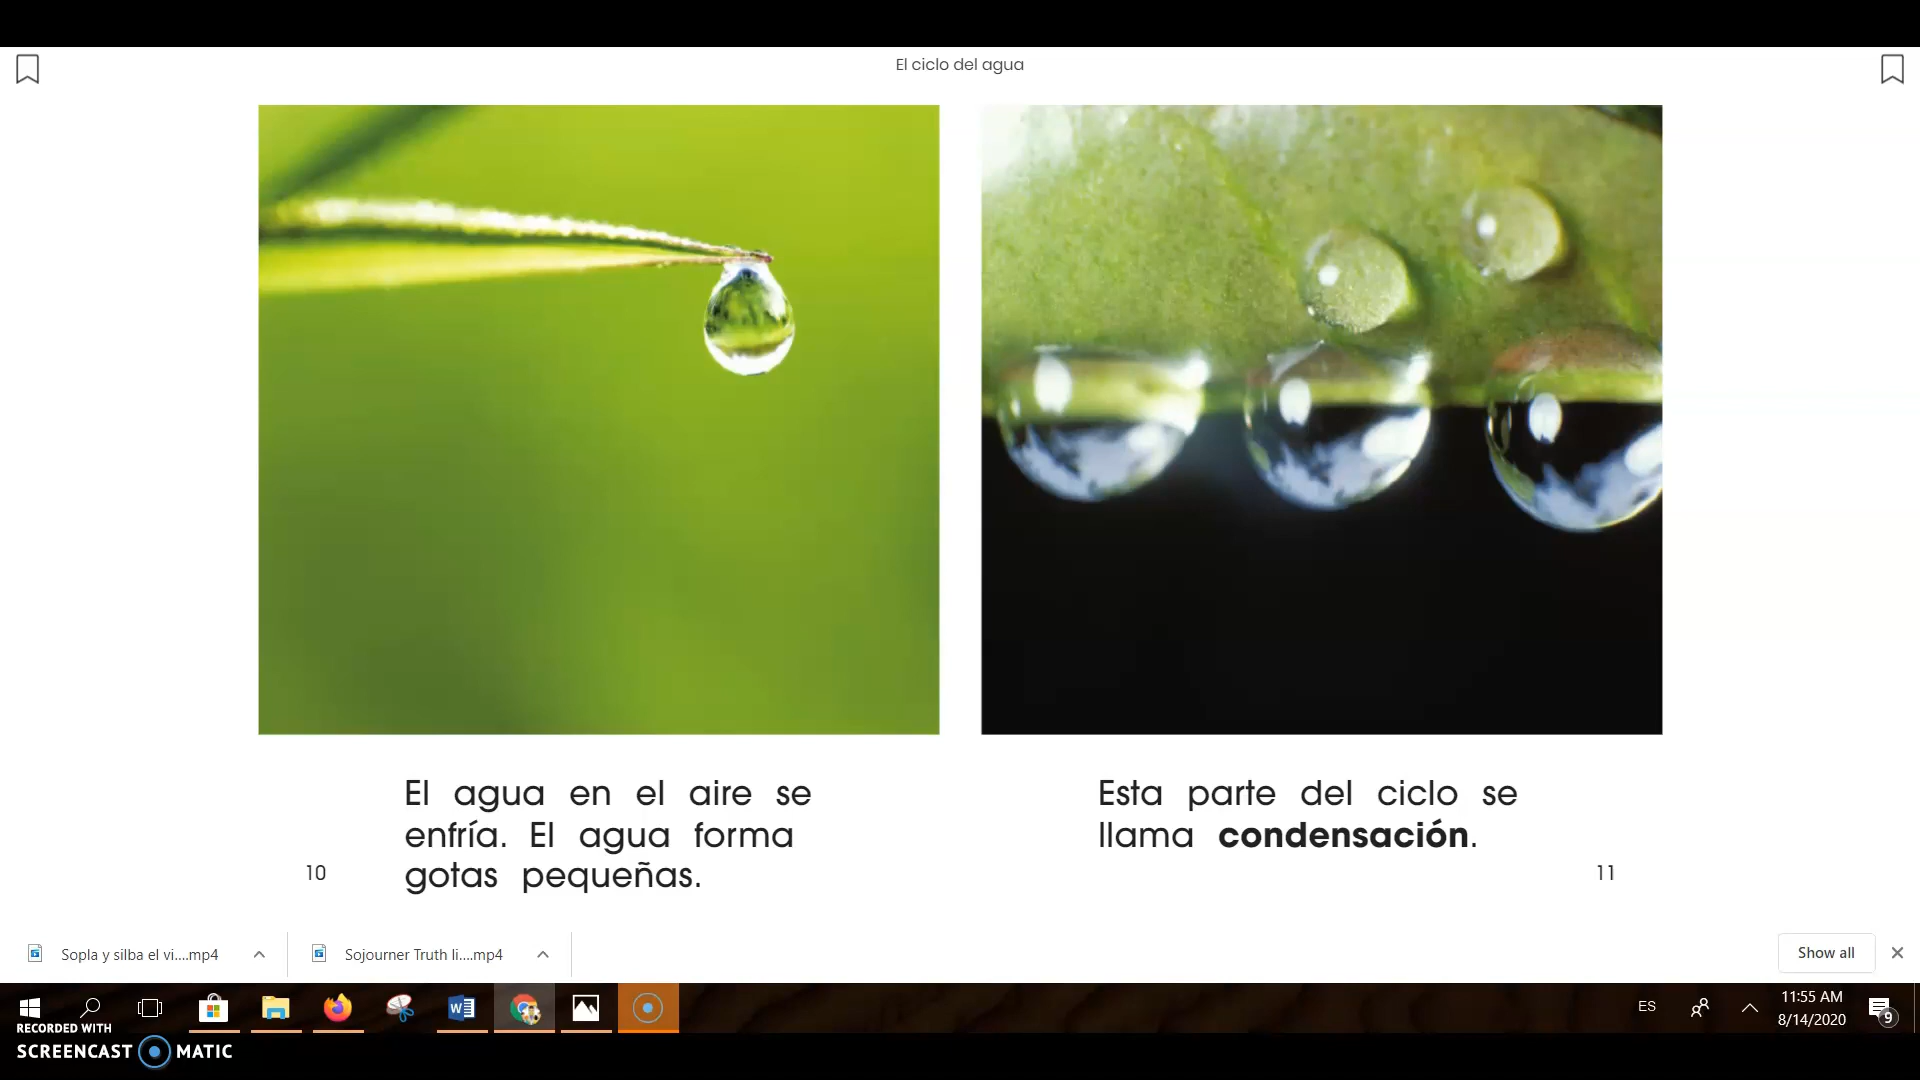 El ciclo del agua
El agua en el aire se
enfría. El agua forma
gotas pequeñas.
10
Esta parte del ciclo se
llama condensación.
11
Sopla y silba el vi....mp4
Sojourner Truth li....mp4
Show all
ES
11:55 AM
8/14/2020
9
RECORDED WITH
SCREENCAST MATIC